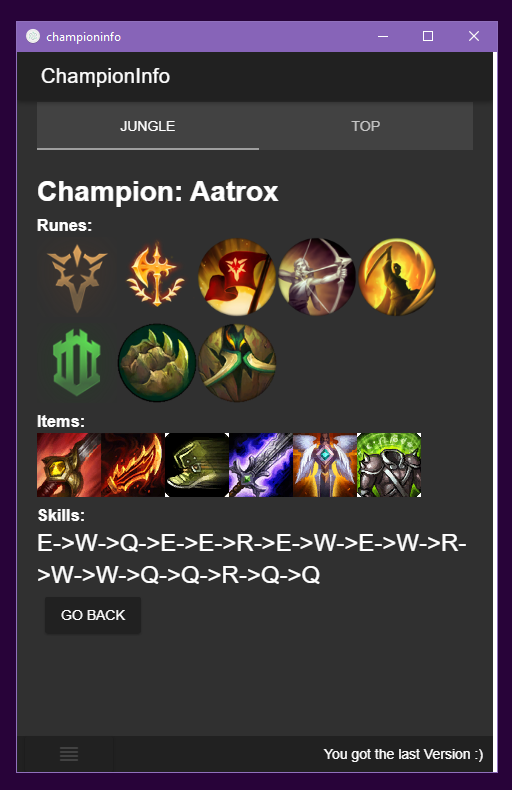 championinfo
ChampionInfo
JUNGLE TOP
Champion: Aatrox
Runes:
Items:
Skills:
E->W->Q->E->E->R->E->W->E->W->R-
>W->W->Q->Q->R->Q->Q
GO BACK
You got the last Version :)